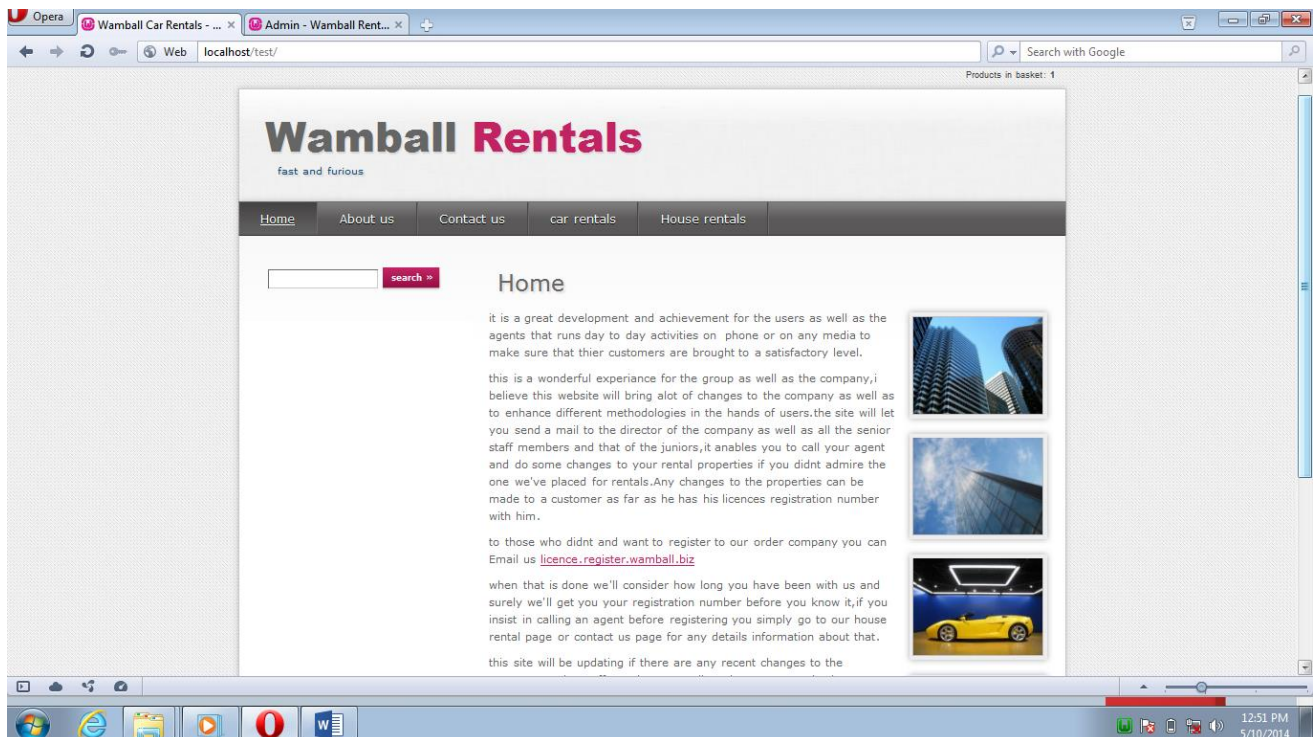 Opera
Wamball Car Rentals - ...
Admin - Wamball Rent...
Web
localhost/test/
Search with Google
Products in basket: 1
Wamball Rentals
fast and furious
Home
About us
Contact us
car rentals
House rentals
search »
Home
it is a great development and achievement for the users as well as the
agents that runs day to day activities on phone or on any media to
make sure that thier customers are brought to a satisfactory level.
this is a wonderful experiance for the group as well as the company,i
believe this website will bring alot of changes to the company as well as
to enhance different methodologies in the hands of users.the site will let
you send a mail to the director of the company as well as all the senior
staff members and that of the juniors,it anables you to call your agent
and do some changes to your rental properties if you didnt admire the
one we've placed for rentals.Any changes to the properties can be
made to a customer as far as he has his licences registration number
with him.
to those who didnt and want to register to our order company you can
Email us licence.register.wamball.biz
when that is done we'll consider how long you have been with us and
surely we'll get you your registration number before you know it,if you
insist in calling an agent before registering you simply go to our house
rental page or contact us page for any details information about that.
this site will be updating if there are any recent changes to the
12:51 PM
5/10/2014